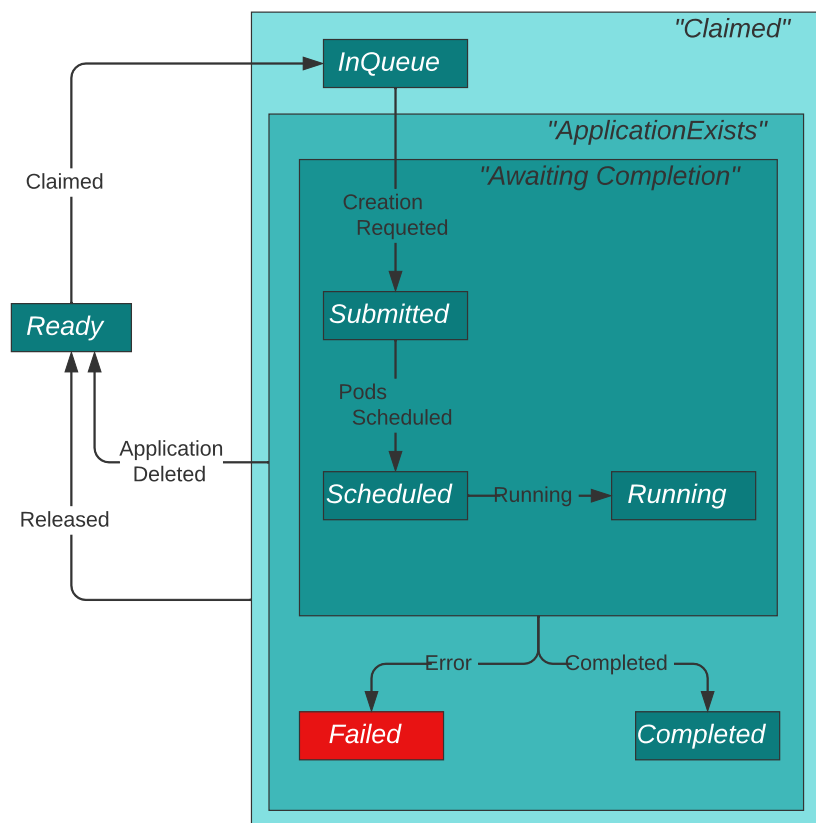 "Claimed"
InQueue
"ApplicationExists"
"Awaiting Completion"
Claimed
Creation
Requeted
Ready
Submitted
Pods
Scheduled
Application
Deleted
Scheduled
Running
Running
Released
Error
Completed
Failed
Completed